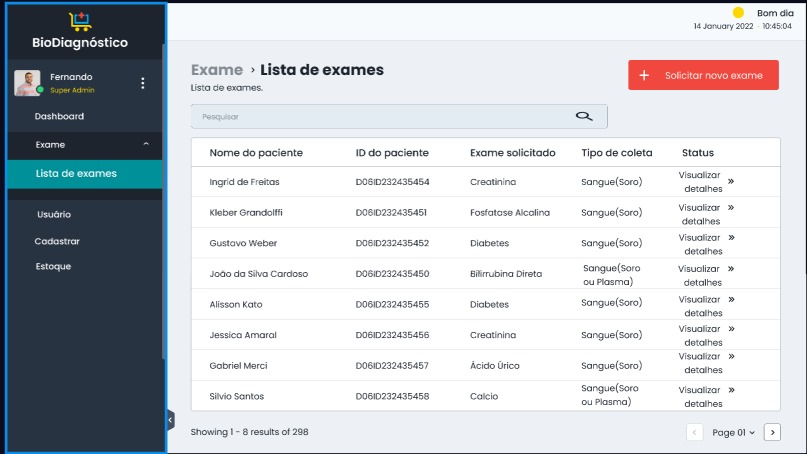 BioDiagnóstico
Fernando
Super Admin
Dashboard
Exame
Lista de exames
Usuário
Cadastrar
Estoque
Bom dia
14 January 2022 · 10:45:04
Exame › Lista de exames
Lista de exames.
+ Solicitar novo exame
Pesquisar
Nome do paciente ID do paciente Exame solicitado Tipo de coleta Status
Ingrid de Freitas D06ID232435454 Creatinina Sangue(Soro) Visualizar detalhes »
Kleber Grandolffi D06ID232435451 Fosfatase Alcalina Sangue(Soro) Visualizar detalhes »
Gustavo Weber D06ID232435452 Diabetes Sangue(Soro) Visualizar detalhes »
João da Silva Cardoso D06ID232435450 Bilirrubina Direta Sangue(Soro ou Plasma) Visualizar detalhes »
Alisson Kato D06ID232435455 Diabetes Sangue(Soro) Visualizar detalhes »
Jessica Amaral D06ID232435456 Creatinina Sangue(Soro) Visualizar detalhes »
Gabriel Merci D06ID232435457 Ácido Úrico Sangue(Soro) Visualizar detalhes »
Silvio Santos D06ID232435458 Calcio Sangue(Soro ou Plasma) Visualizar detalhes »
Showing 1 - 8 results of 298
‹ Page 01 ›